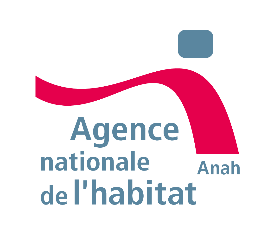 Agence
nationale
de l'habitat
Anah